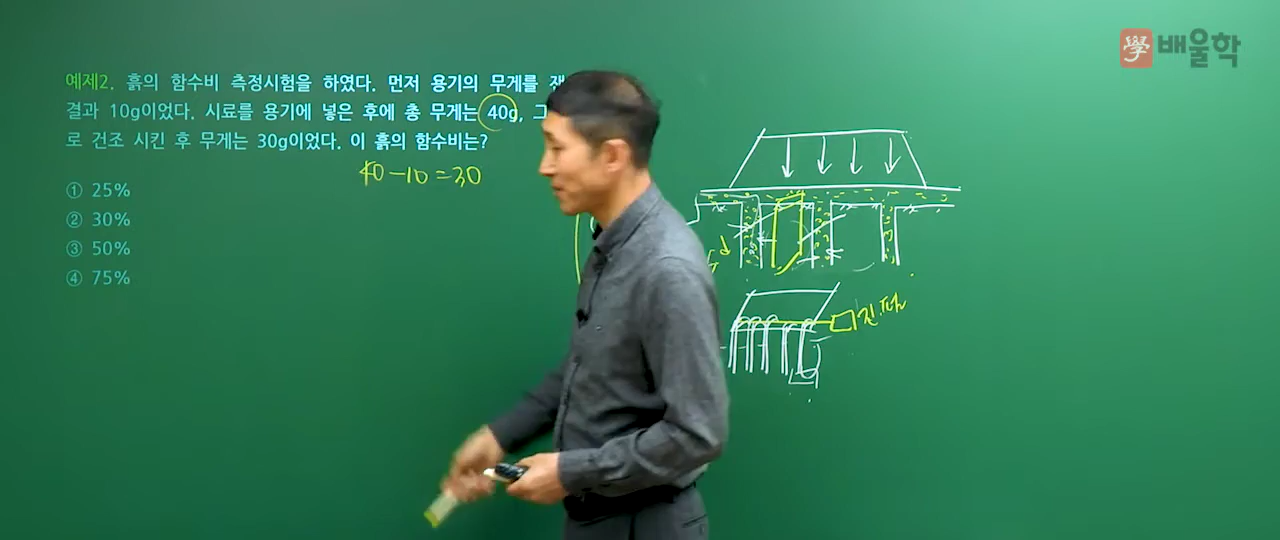 學 배울학
예제2. 흙의 함수비 측정시험을 하였다. 먼저 용기의 무게를 잰
결과 10g이었다. 시료를 용기에 넣은 후에 총 무게는 40g, 그
로 건조 시킨 후 무게는 30g이었다. 이 흙의 함수비는?
40-10=30
① 25%
② 30%
③ 50%
④ 75%
d